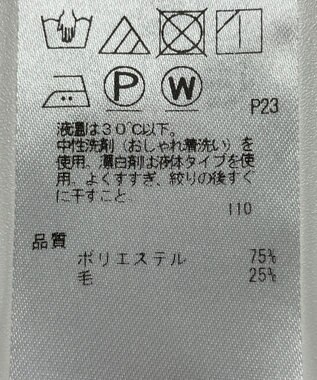 P W
P23
液温は30℃以下。
中性洗剤（おしゃれ着洗い）を
使用。漂白剤は液体タイプを使
用。よくすすぎ、絞りの後すぐ
に干すこと。
110
品質
ポリエステル 75%
毛 25%